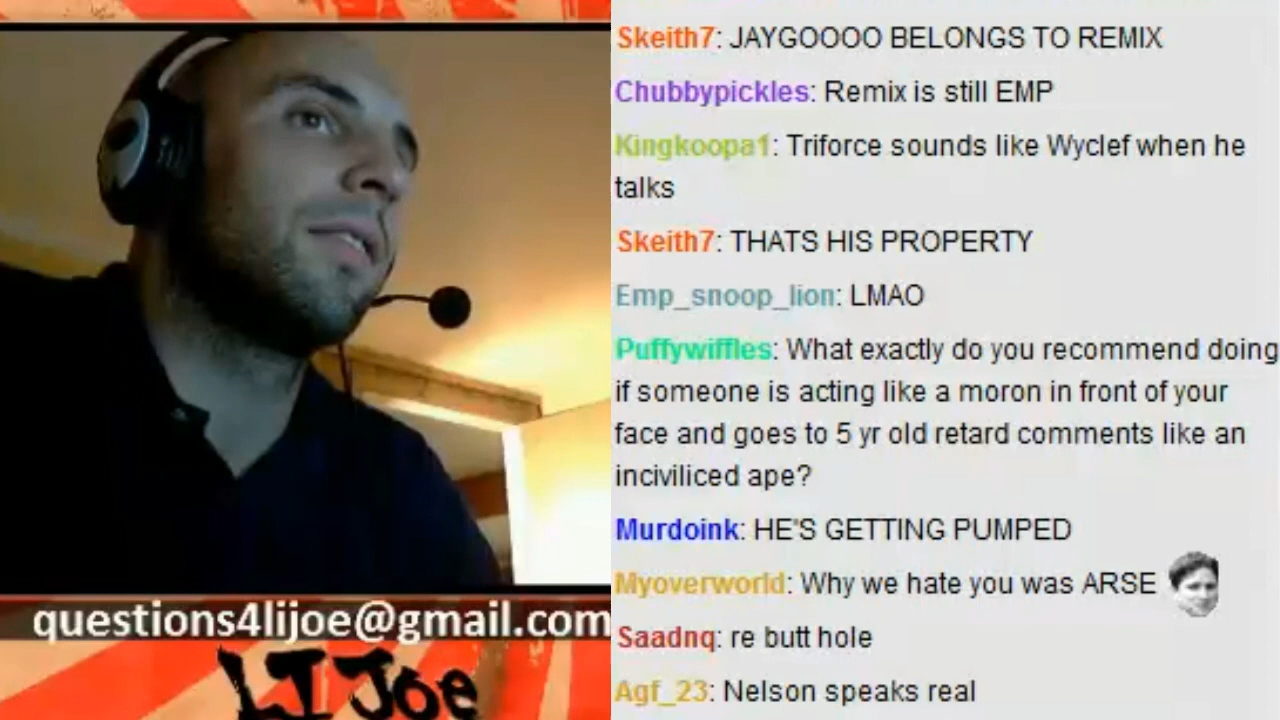 questions4lijoe@gmail.com
LI Joe
Skeith7: JAYGOOOO BELONGS TO REMIX
Chubbypickles: Remix is still EMP
Kingkoopa1: Triforce sounds like Wyclef when he
talks
Skeith7: THATS HIS PROPERTY
Emp_snoop_lion: LMAO
Puffywiffles: What exactly do you recommend doing
if someone is acting like a moron in front of your
face and goes to 5 yr old retard comments like an
inciviliced ape?
Murdoink: HE'S GETTING PUMPED
Myoverworld: Why we hate you was ARSE
Saadnq: re butt hole
Agf_23: Nelson speaks real